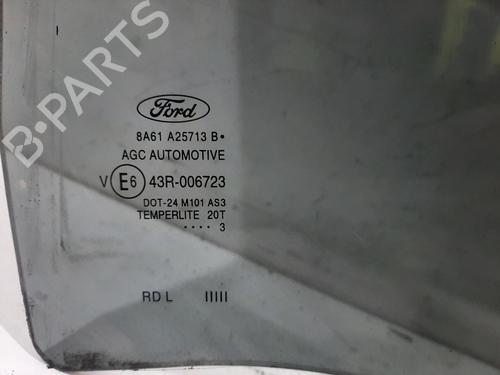 B-PARTS
Ford
8A61 A25713 B•
AGC AUTOMOTIVE
V E6 43R-006723
DOT-24 M101 AS3
TEMPERLITE 20T
•••• 3
RD L IIIII